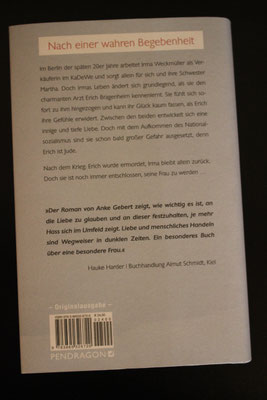 Nach einer wahren Begebenheit
Im Berlin der späten 20er Jahre arbeitet Irma Weckmüller als Ver-
käuferin im KaDeWe und sorgt allein für sich und ihre Schwester
Martha. Doch Irmas Leben ändert sich grundlegend, als sie den
charmanten Arzt Erich Bragenheim kennenlernt. Sie fühlt sich so-
fort zu ihm hingezogen und kann ihr Glück kaum fassen, als Erich
ihre Gefühle erwidert. Zwischen den beiden entwickelt sich eine
innige und tiefe Liebe. Doch mit dem Aufkommen des National-
sozialismus sind sie schon bald großer Gefahr ausgesetzt, denn
Erich ist Jude.
Nach dem Krieg: Erich wurde ermordet, Irma bleibt allein zurück.
Doch sie ist noch immer entschlossen, seine Frau zu werden ...
»Der Roman von Anke Gebert zeigt, wie wichtig es ist, an
die Liebe zu glauben und an dieser festzuhalten, je mehr
Hass sich im Umfeld zeigt. Liebe und menschliches Handeln
sind Wegweiser in dunklen Zeiten. Ein besonderes Buch
über eine besondere Frau.«
Hauke Harder | Buchhandlung Almut Schmidt, Kiel
– Originalausgabe –
PENDRAGON